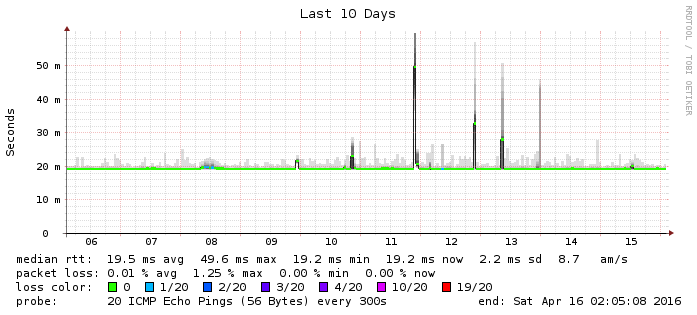 Last 10 Days
RRDTOOL / TOBI OETIKER
Seconds
50 m
40 m
30 m
20 m
10 m
0
06 07 08 09 10 11 12 13 14 15
median rtt: 19.5 ms avg 49.6 ms max 19.2 ms min 19.2 ms now 2.2 ms sd 8.7 am/s
packet loss: 0.01 % avg 1.25 % max 0.00 % min 0.00 % now
loss color: 0 1/20 2/20 3/20 4/20 10/20 19/20
probe: 20 ICMP Echo Pings (56 Bytes) every 300s end: Sat Apr 16 02:05:08 2016